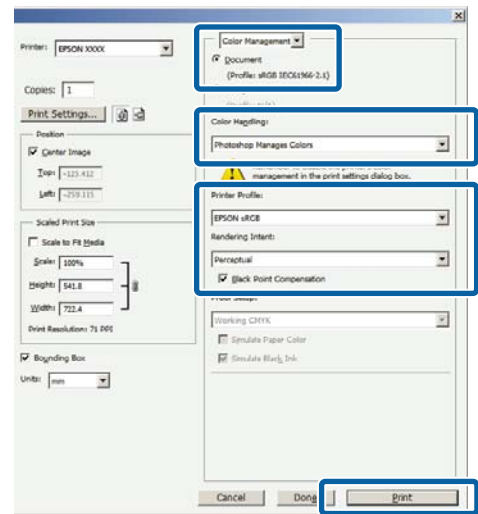 Printer: EPSON XXXX
Copies: 1
Print Settings...
Position
Center Image
Top: -125.412
Left: -259.115
Scaled Print Size
Scale to Fit Media
Scale: 100%
Height: 541.8
Width: 722.4
Print Resolution: 71 PPI
Bounding Box
Units: mm
Color Management
Document
(Profile: sRGB IEC61966-2.1)
Color Handling:
Photoshop Manages Colors
management in the print settings dialog box.
Printer Profile:
EPSON sRGB
Rendering Intent:
Perceptual
Black Point Compensation
Working CMYK
Simulate Paper Color
Simulate Black Ink
Cancel
Done
Print